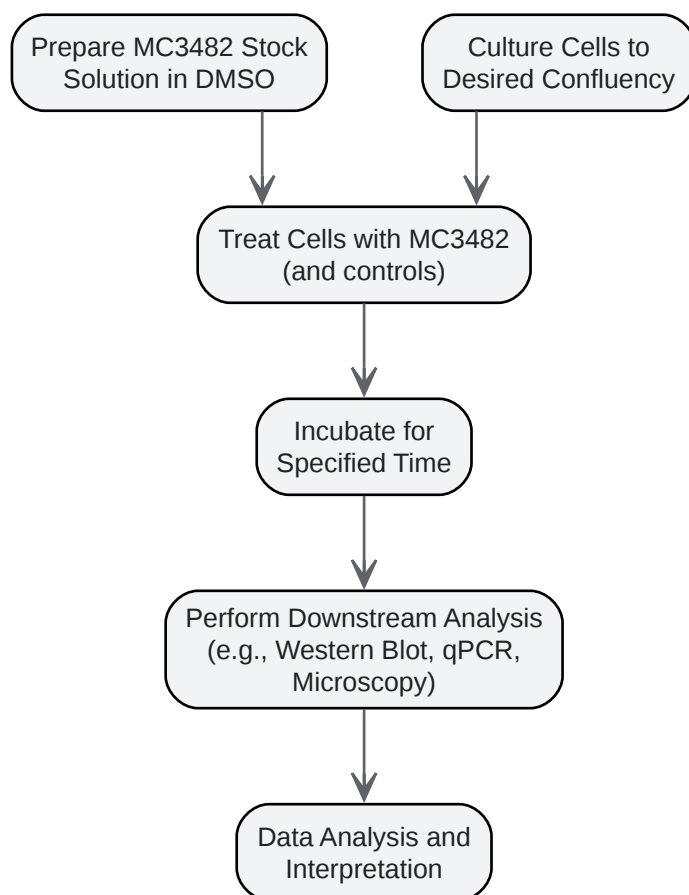 Prepare MC3482 Stock
Solution in DMSO
Culture Cells to
Desired Confluency
Treat Cells with MC3482
(and controls)
Incubate for
Specified Time
Perform Downstream Analysis
(e.g., Western Blot, qPCR,
Microscopy)
Data Analysis and
Interpretation